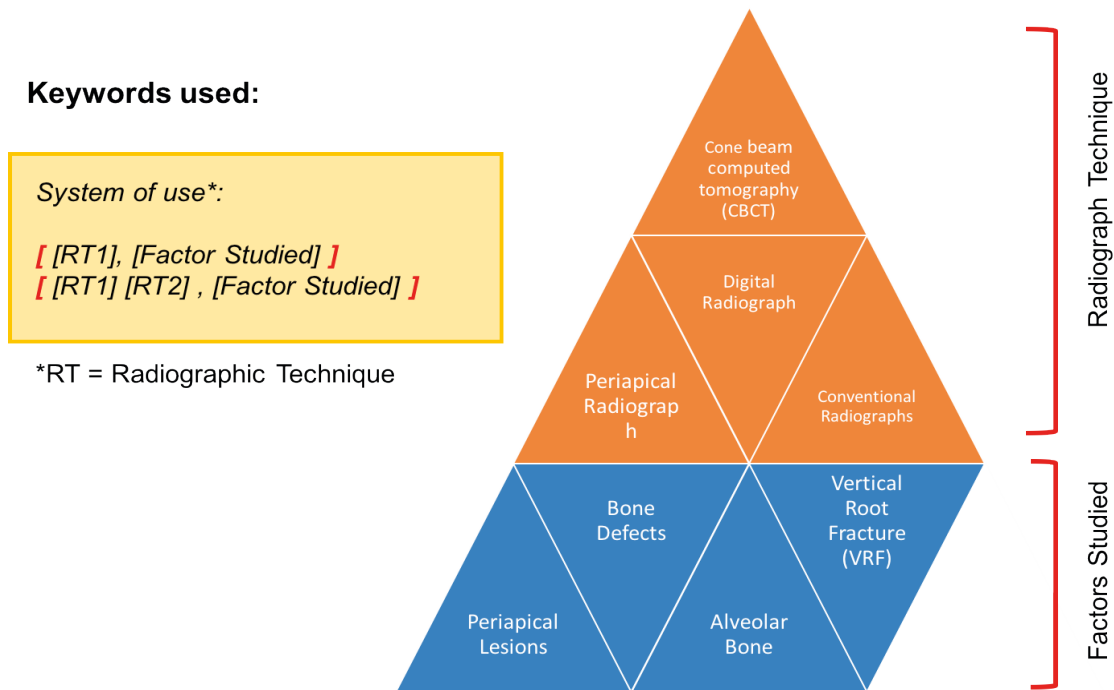 Keywords used:
System of use*:
[ [RT1], [Factor Studied] ]
[ [RT1] [RT2] , [Factor Studied] ]
*RT = Radiographic Technique
Cone beam
computed
tomography
(CBCT)
Digital
Radiograph
Periapical
Radiograp
h
Conventional
Radiographs
Bone
Defects
Vertical
Root
Fracture
(VRF)
Periapical
Lesions
Alveolar
Bone
Radiograph Technique
Factors Studied